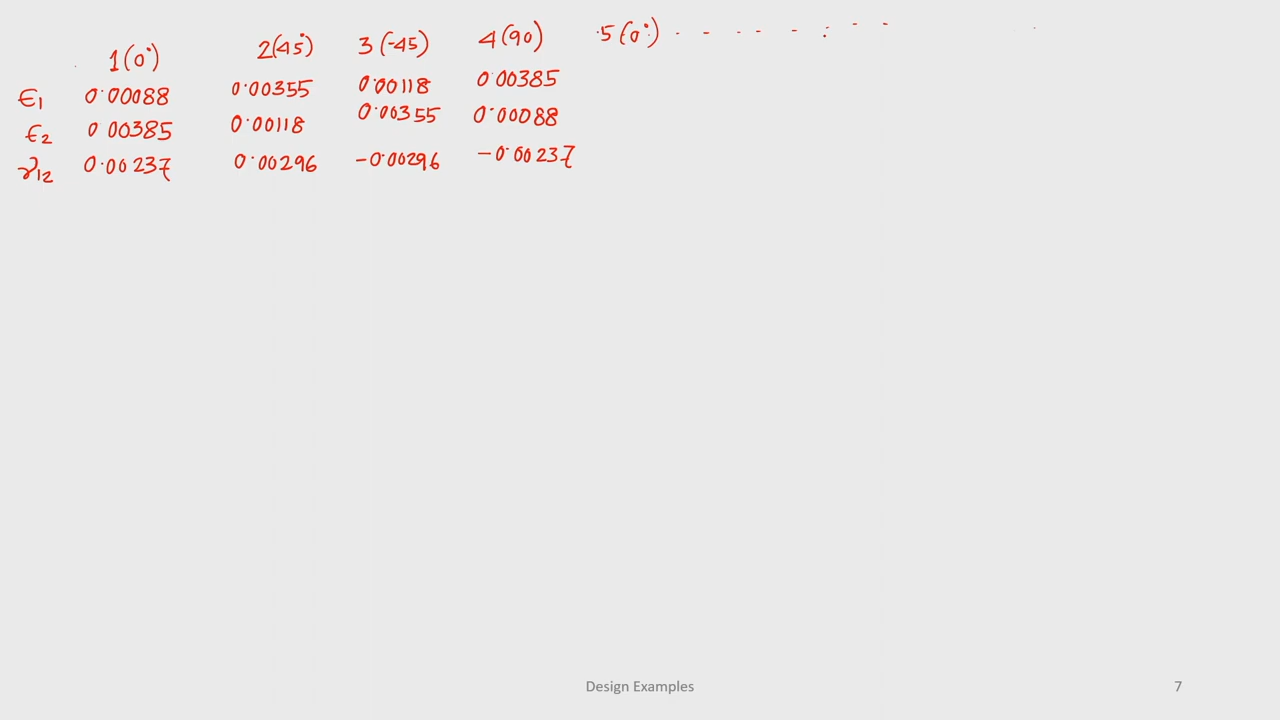 1(0°) 2(45°) 3(-45) 4(90) 5(0°) - - - - - - - -
ϵ1 0.00088 0.00355 0.00118 0.00385
ϵ2 0.00385 0.00118 0.00355 0.00088
γ12 0.00237 0.00296 -0.00296 -0.00237
Design Examples 7